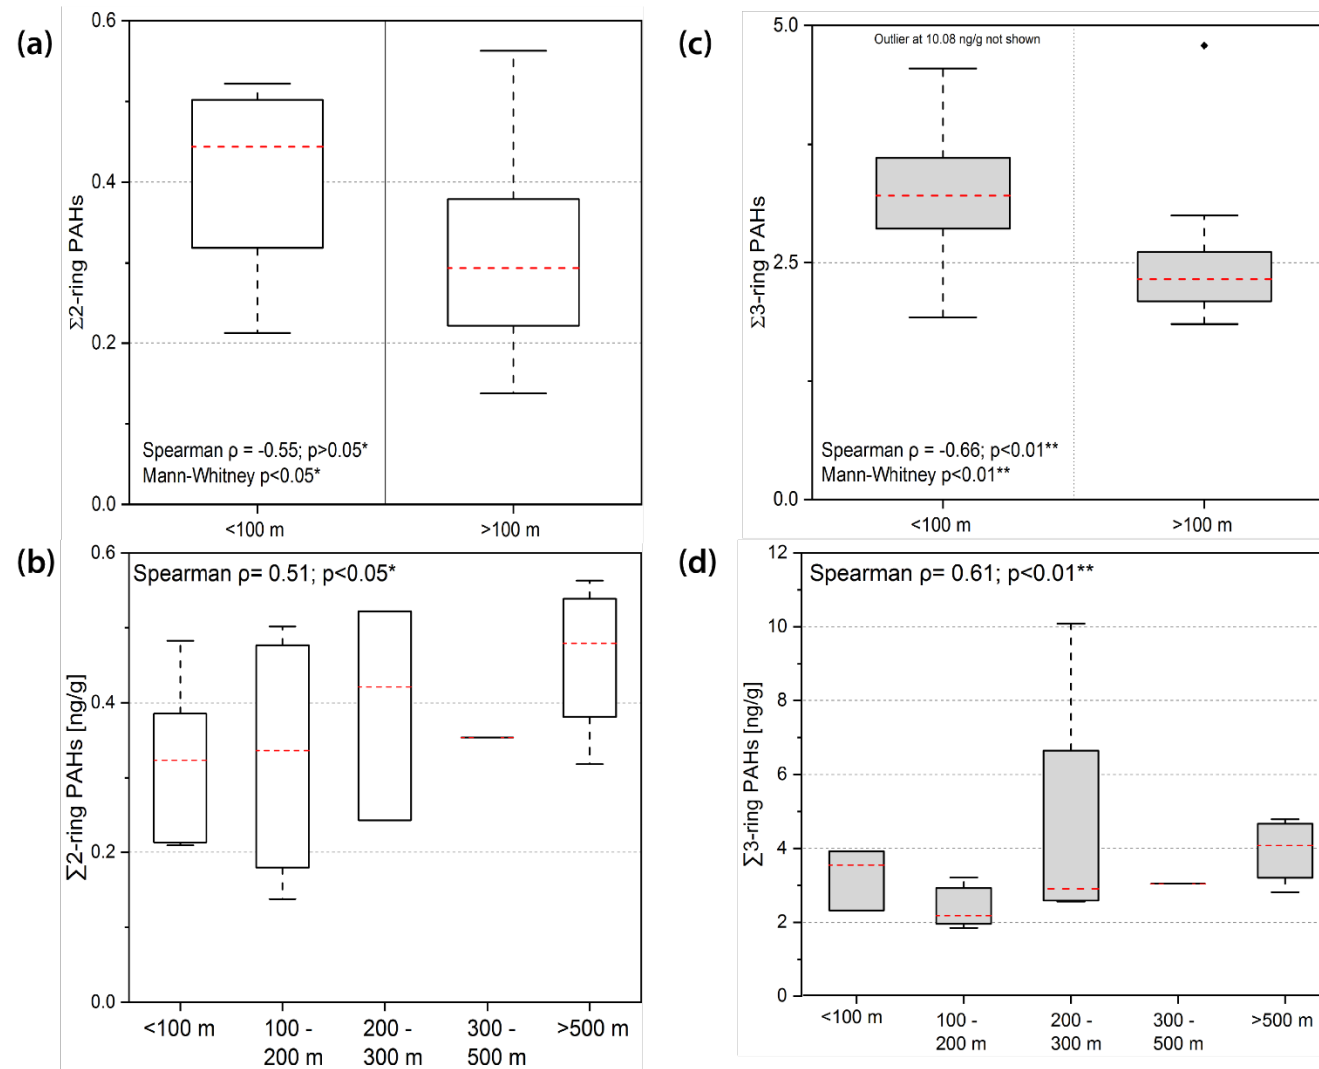 (a)
0.6
0.4
0.2
0.0
Σ2-ring PAHs
Spearman ρ = -0.55; p>0.05*
Mann-Whitney p<0.05*
<100 m
>100 m
(c)
5.0
2.5
0.0
Σ3-ring PAHs
Outlier at 10.08 ng/g not shown
Spearman ρ = -0.66; p<0.01**
Mann-Whitney p<0.01**
<100 m
>100 m
(b)
0.6
0.4
0.2
0.0
∑2-ring PAHs [ng/g]
Spearman ρ= 0.51; p<0.05*
<100 m
100 -
200 m
200 -
300 m
300 -
500 m
>500 m
(d)
12
10
8
6
4
2
0
∑3-ring PAHs [ng/g]
Spearman ρ= 0.61; p<0.01**
<100 m
100 -
200 m
200 -
300 m
300 -
500 m
>500 m